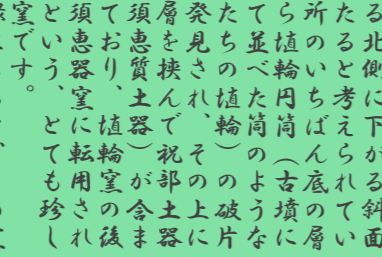 る北側に下がる斜面
たると考えられてい
所のいちばん底の層
ら埴輪円筒（古墳に
て並べた筒のような
たちの埴輪）の破片
発見され、その上に
層を挟んで祝部土器
須恵質土器）が含ま
ており、埴輪窯の後
須恵器窯に転用され
という、とても珍し
窯です。